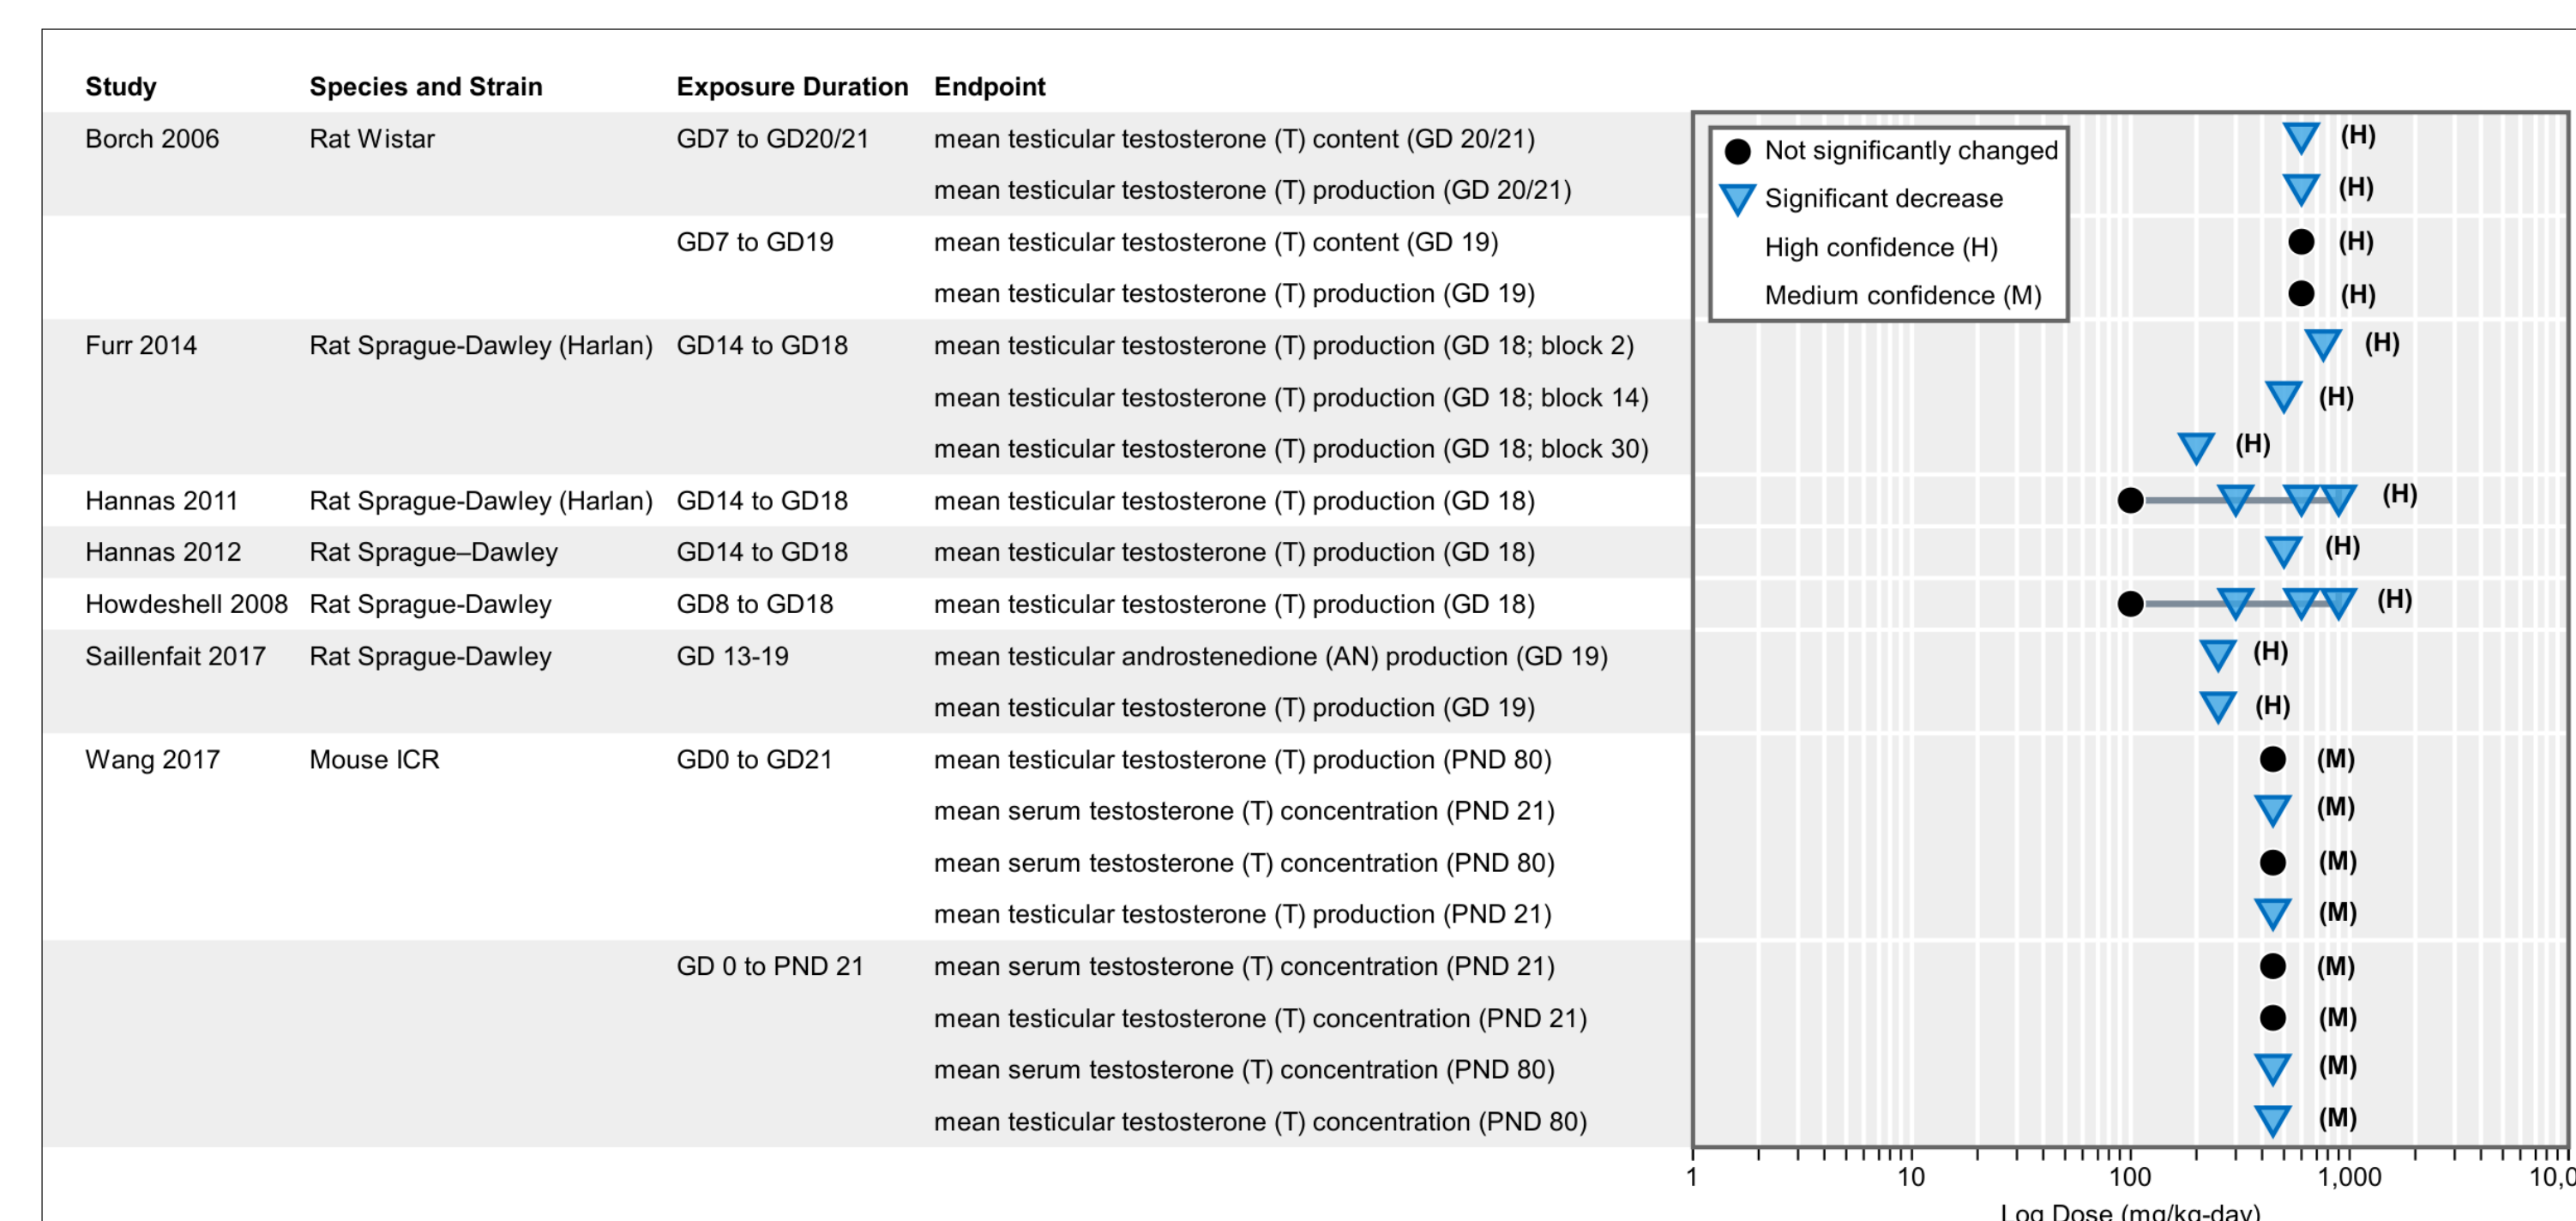 Study Species and Strain Exposure Duration Endpoint
Borch 2006 Rat Wistar GD7 to GD20/21 mean testicular testosterone (T) content (GD 20/21) (H)
mean testicular testosterone (T) production (GD 20/21) (H)
GD7 to GD19 mean testicular testosterone (T) content (GD 19) (H)
mean testicular testosterone (T) production (GD 19) (H)
Not significantly changed
Significant decrease
High confidence (H)
Medium confidence (M)
Furr 2014 Rat Sprague-Dawley (Harlan) GD14 to GD18 mean testicular testosterone (T) production (GD 18; block 2) (H)
mean testicular testosterone (T) production (GD 18; block 14) (H)
mean testicular testosterone (T) production (GD 18; block 30) (H)
Hannas 2011 Rat Sprague-Dawley (Harlan) GD14 to GD18 mean testicular testosterone (T) production (GD 18) (H)
Hannas 2012 Rat Sprague–Dawley GD14 to GD18 mean testicular testosterone (T) production (GD 18) (H)
Howdeshell 2008 Rat Sprague-Dawley GD8 to GD18 mean testicular testosterone (T) production (GD 18) (H)
Saillenfait 2017 Rat Sprague-Dawley GD 13-19 mean testicular androstenedione (AN) production (GD 19) (H)
mean testicular testosterone (T) production (GD 19) (H)
Wang 2017 Mouse ICR GD0 to GD21 mean testicular testosterone (T) production (PND 80) (M)
mean serum testosterone (T) concentration (PND 21) (M)
mean serum testosterone (T) concentration (PND 80) (M)
mean testicular testosterone (T) production (PND 21) (M)
GD 0 to PND 21 mean serum testosterone (T) concentration (PND 21) (M)
mean testicular testosterone (T) concentration (PND 21) (M)
mean serum testosterone (T) concentration (PND 80) (M)
mean testicular testosterone (T) concentration (PND 80) (M)
1 10 100 1,000
Log Dose (mg/kg-day)